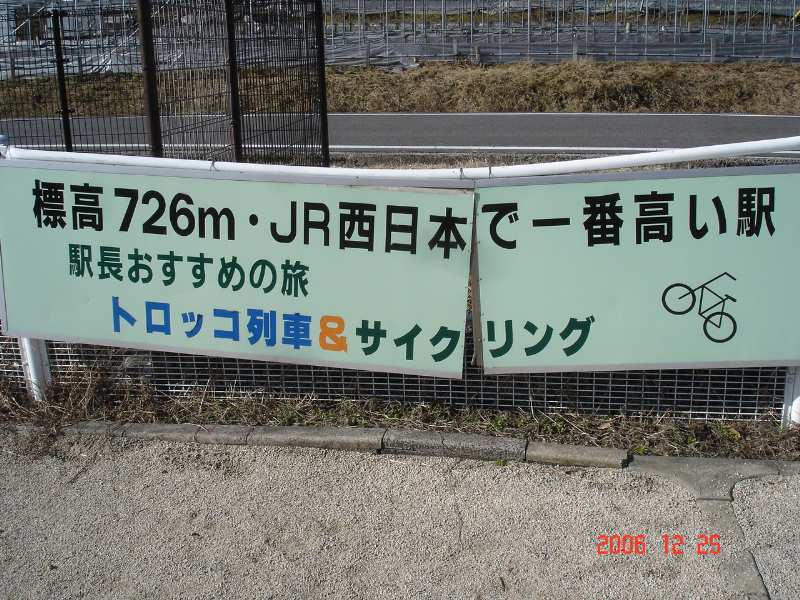 標高726m・JR西日本で一番高い駅
駅長おすすめの旅
トロッコ列車&サイクリング
2006 12 25